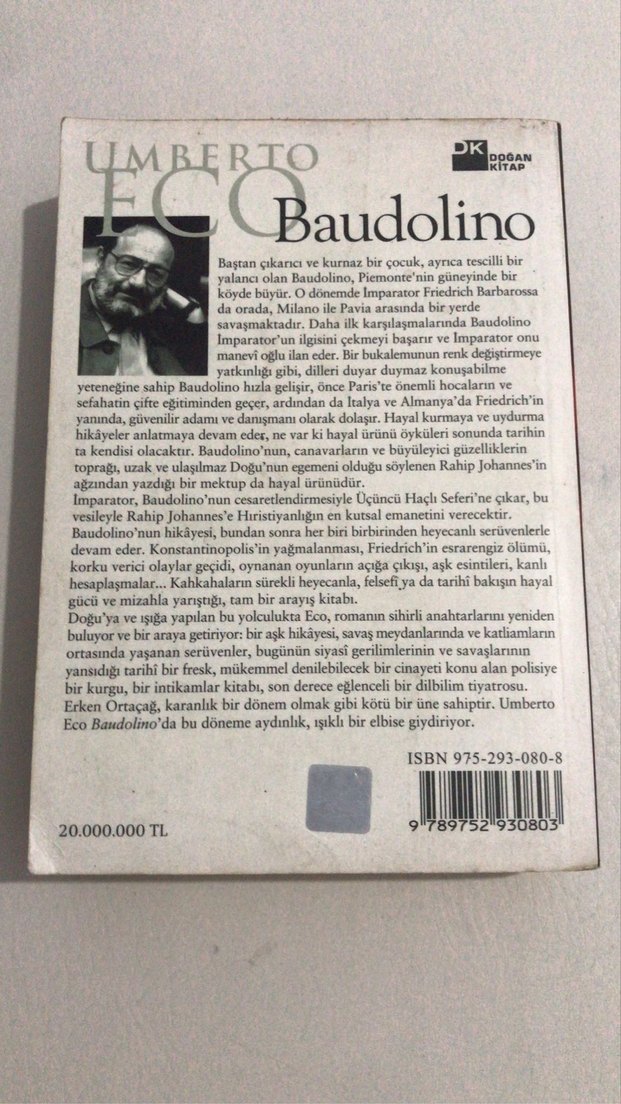 UMBERTO
ECO
DK
DOĞAN
KİTAP
Baudolino
Baştan çıkarıcı ve kurnaz bir çocuk, ayrıca tescilli bir
yalancı olan Baudolino, Piemonte'nin güneyinde bir
köyde büyür. O dönemde İmparator Friedrich Barbarossa
da orada, Milano ile Pavia arasında bir yerde
savaşmaktadır. Daha ilk karşılaşmalarında Baudolino
İmparator'un ilgisini çekmeyi başarır ve İmparator onu
manevî oğlu ilan eder. Bir bukalemunun renk değiştirmeye
yatkınlığı gibi, dilleri duyar duymaz konuşabilme
yeteneğine sahip Baudolino hızla gelişir, önce Paris'te önemli hocaların ve
sefahatin çifte eğitiminden geçer, ardından da İtalya ve Almanya'da Friedrich'in
yanında, güvenilir adamı ve danışmanı olarak dolaşır. Hayal kurmaya ve uydurma
hikâyeler anlatmaya devam eder, ne var ki hayal ürünü öyküleri sonunda tarihin
ta kendisi olacaktır. Baudolino'nun, canavarların ve büyüleyici güzelliklerin
toprağı, uzak ve ulaşılmaz Doğu'nun egemeni olduğu söylenen Rahip Johannes'in
ağzından yazdığı bir mektup da hayal ürünüdür.
İmparator, Baudolino'nun cesaretlendirmesiyle Üçüncü Haçlı Seferi'ne çıkar, bu
vesileyle Rahip Johannes'e Hıristiyanlığın en kutsal emanetini verecektir.
Baudolino'nun hikâyesi, bundan sonra her biri birbirinden heyecanlı serüvenlerle
devam eder. Konstantinopolis'in yağmalanması, Friedrich'in esrarengiz ölümü,
korku verici olaylar geçidi, oynanan oyunların açığa çıkışı, aşk esintileri, kanlı
hesaplaşmalar... Kahkahaların sürekli heyecanla, felsefî ya da tarihî bakışın hayal
gücü ve mizahla yarıştığı, tam bir arayış kitabı.
Doğu'ya ve ışığa yapılan bu yolculukta Eco, romanın sihirli anahtarlarını yeniden
buluyor ve bir araya getiriyor: bir aşk hikâyesi, savaş meydanlarında ve katliamların
ortasında yaşanan serüvenler, bugünün siyasî gerilimlerinin ve savaşlarının
yansıdığı tarihî bir fresk, mükemmel denilebilecek bir cinayeti konu alan polisiye
bir kurgu, bir intikamlar kitabı, son derece eğlenceli bir dilbilim tiyatrosu.
Erken Ortaçağ, karanlık bir dönem olmak gibi kötü bir üne sahiptir. Umberto
Eco Baudolino'da bu döneme aydınlık, ışıklı bir elbise giydiriyor.
ISBN 975-293-080-8
9 789752 930803
20.000.000 TL